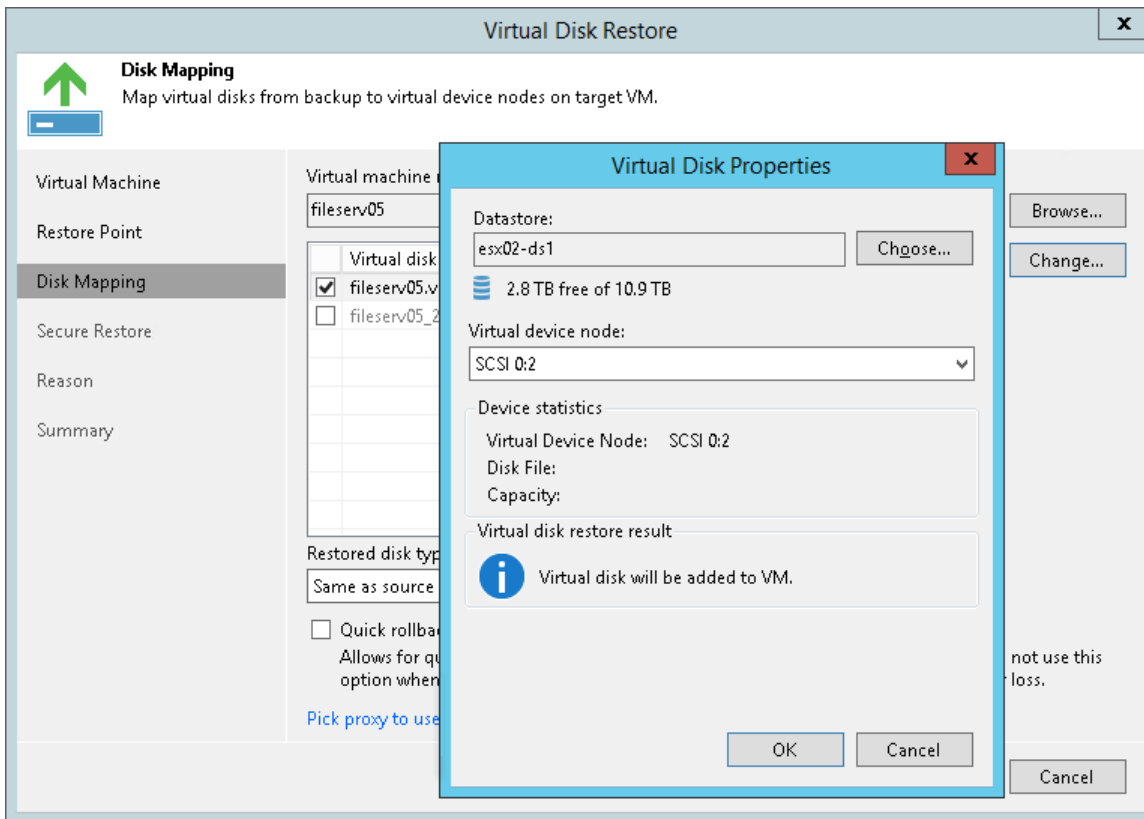 Virtual Disk Restore
x
Disk Mapping
Map virtual disks from backup to virtual device nodes on target VM.
Virtual Machine
Restore Point
Disk Mapping
Secure Restore
Reason
Summary
Virtual machine
fileserv05
Browse...
Virtual disk
Change...
fileserv05.v
fileserv05_2
Restored disk typ
Same as source
Quick rollba
Allows for qu
not use this
option when
loss.
Pick proxy to use
Cancel
Virtual Disk Properties
x
Datastore:
esx02-ds1
Choose...
2.8 TB free of 10.9 TB
Virtual device node:
SCSI 0:2
Device statistics
Virtual Device Node: SCSI 0:2
Disk File:
Capacity:
Virtual disk restore result
Virtual disk will be added to VM.
OK
Cancel